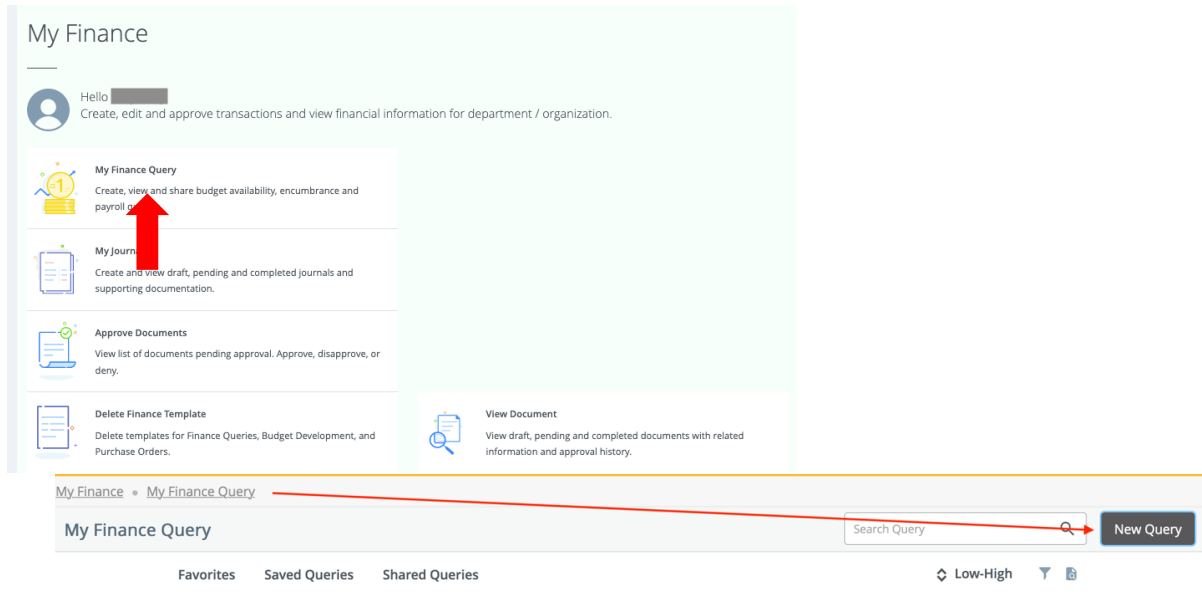 My Finance
Hello
Create, edit and approve transactions and view financial information for department / organization.
My Finance Query
Create, view and share budget availability, encumbrance and
payroll
My
Create and view draft, pending and completed journals and
supporting documentation.
Approve Documents
View list of documents pending approval. Approve, disapprove, or
deny.
Delete Finance Template
Delete templates for Finance Queries, Budget Development, and
Purchase Orders.
View Document
View draft, pending and completed documents with related
information and approval history.
My Finance • My Finance Query
My Finance Query
Search Query
New Query
Favorites Saved Queries Shared Queries
Low-High